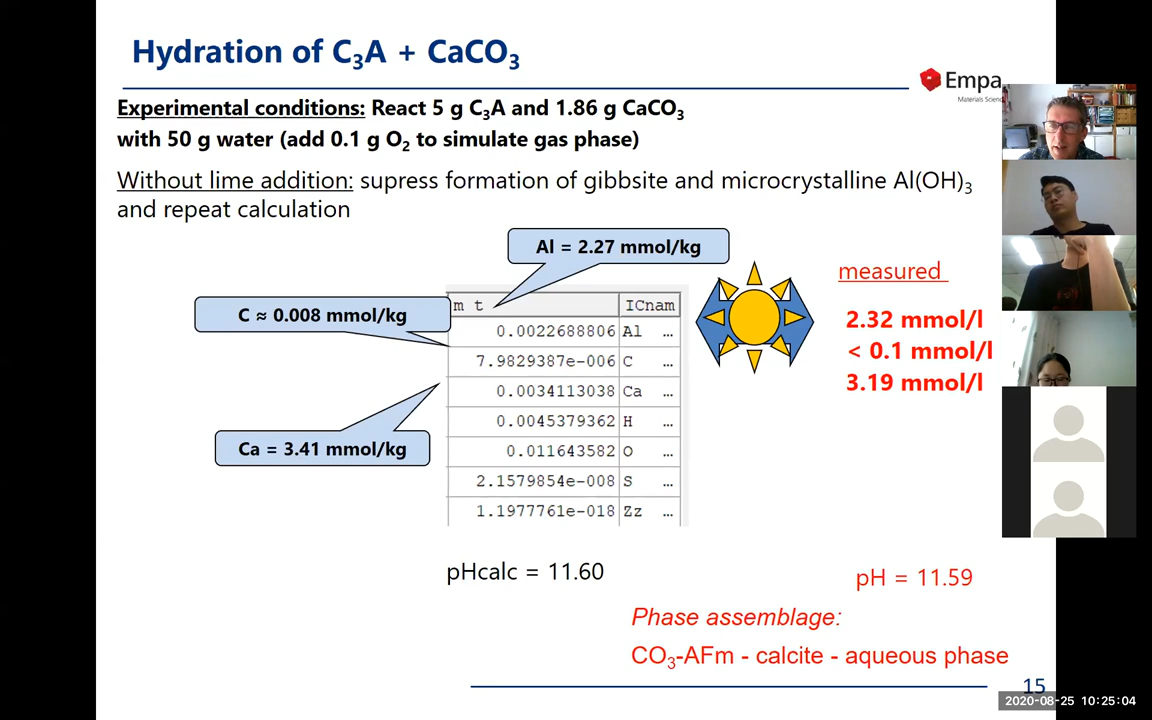 Hydration of C₃A + CaCO₃
Empa
Materials Scienc
Experimental conditions: React 5 g C₃A and 1.86 g CaCO₃
with 50 g water (add 0.1 g O₂ to simulate gas phase)
Without lime addition: supress formation of gibbsite and microcrystalline Al(OH)₃
and repeat calculation
Al = 2.27 mmol/kg
measured
C ≈ 0.008 mmol/kg
m t ICnam
0.0022688806 Al ...
2.32 mmol/l
7.9829387e-006 C ...
< 0.1 mmol/l
0.0034113038 Ca ...
3.19 mmol/l
0.0045379362 H ...
Ca = 3.41 mmol/kg
0.011643582 O ...
2.1579854e-008 S ...
1.1977761e-018 Zz ...
pHcalc = 11.60
pH = 11.59
Phase assemblage:
CO₃-AFm - calcite - aqueous phase
15
2020-08-25 10:25:04